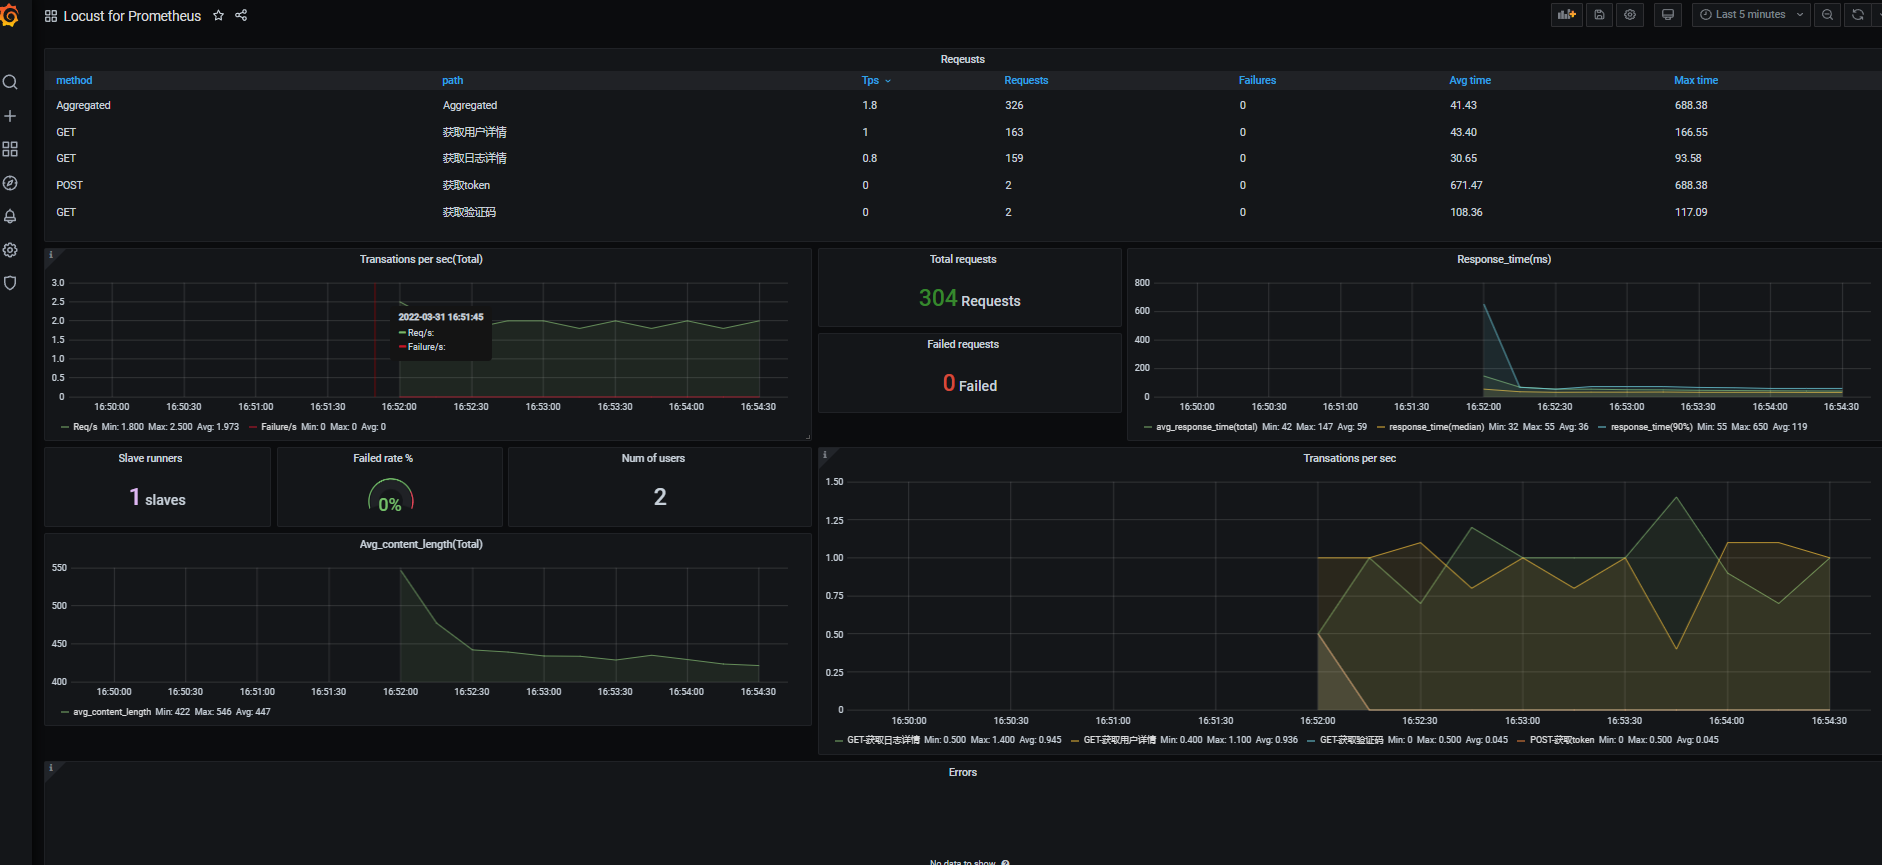 Locust for Prometheus
Last 5 minutes
Reqeusts
method path Tps Requests Failures Avg time Max time
Aggregated Aggregated 1.8 326 0 41.43 688.38
GET 获取用户详情 1 163 0 43.40 166.55
GET 获取日志详情 0.8 159 0 30.65 93.58
POST 获取token 0 2 0 671.47 688.38
GET 获取验证码 0 2 0 108.36 117.09
Transations per sec(Total)
3.0
2.5
2.0
1.5
1.0
0.5
0
2022-03-31 16:51:45
Req/s:
Failure/s:
16:50:00 16:50:30 16:51:00 16:51:30 16:52:00 16:52:30 16:53:00 16:53:30 16:54:00 16:54:30
Req/s Min: 1.800 Max: 2.500 Avg: 1.973 Failure/s Min: 0 Max: 0 Avg: 0
Total requests
304 Requests
Failed requests
0 Failed
Response_time(ms)
800
600
400
200
0
16:50:00 16:50:30 16:51:00 16:51:30 16:52:00 16:52:30 16:53:00 16:53:30 16:54:00 16:54:30
avg_response_time(total) Min: 42 Max: 147 Avg: 59 response_time(median) Min: 32 Max: 55 Avg: 36 response_time(90%) Min: 55 Max: 650 Avg: 119
Slave runners
1 slaves
Failed rate %
0%
Num of users
2
Avg_content_length(Total)
550
500
450
400
16:50:00 16:50:30 16:51:00 16:51:30 16:52:00 16:52:30 16:53:00 16:53:30 16:54:00 16:54:30
avg_content_length Min: 422 Max: 546 Avg: 447
Transations per sec
1.50
1.25
1.00
0.75
0.50
0.25
0
16:50:00 16:50:30 16:51:00 16:51:30 16:52:00 16:52:30 16:53:00 16:53:30 16:54:00 16:54:30
GET-获取日志详情 Min: 0.500 Max: 1.400 Avg: 0.945 GET-获取用户详情 Min: 0.400 Max: 1.100 Avg: 0.936 GET-获取验证码 Min: 0 Max: 0.500 Avg: 0.045 POST-获取token Min: 0 Max: 0.500 Avg: 0.045
Errors
No data to show